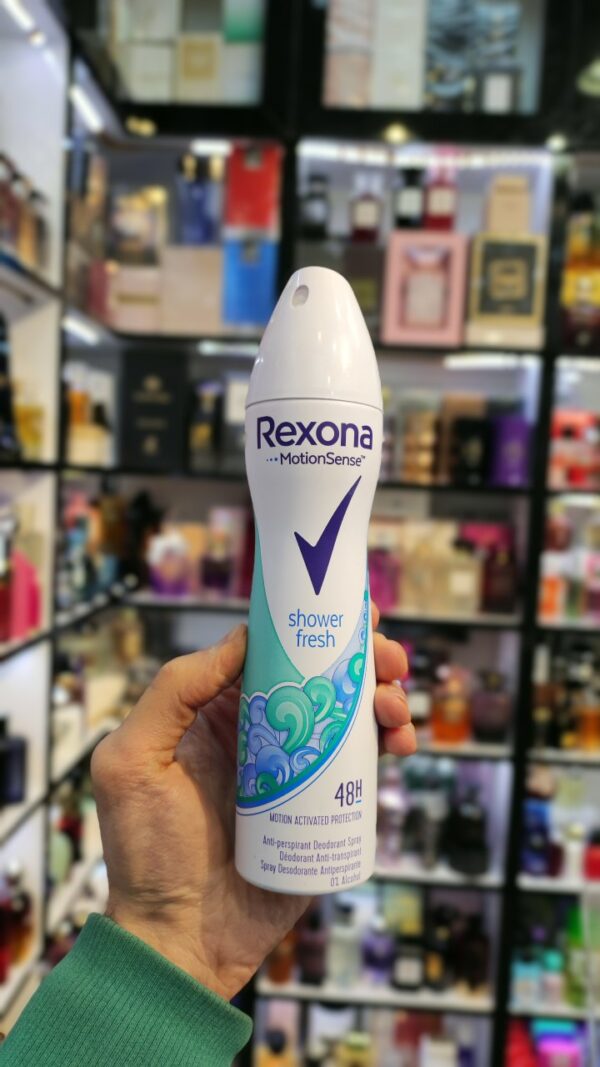 Rexona
MotionSense™
shower
fresh
48H
MOTION ACTIVATED PROTECTION
Anti-perspirant Deodorant Spray
Déodorant Anti-transpirant
Spray Desodorante Antiperspirante
0% Alcohol